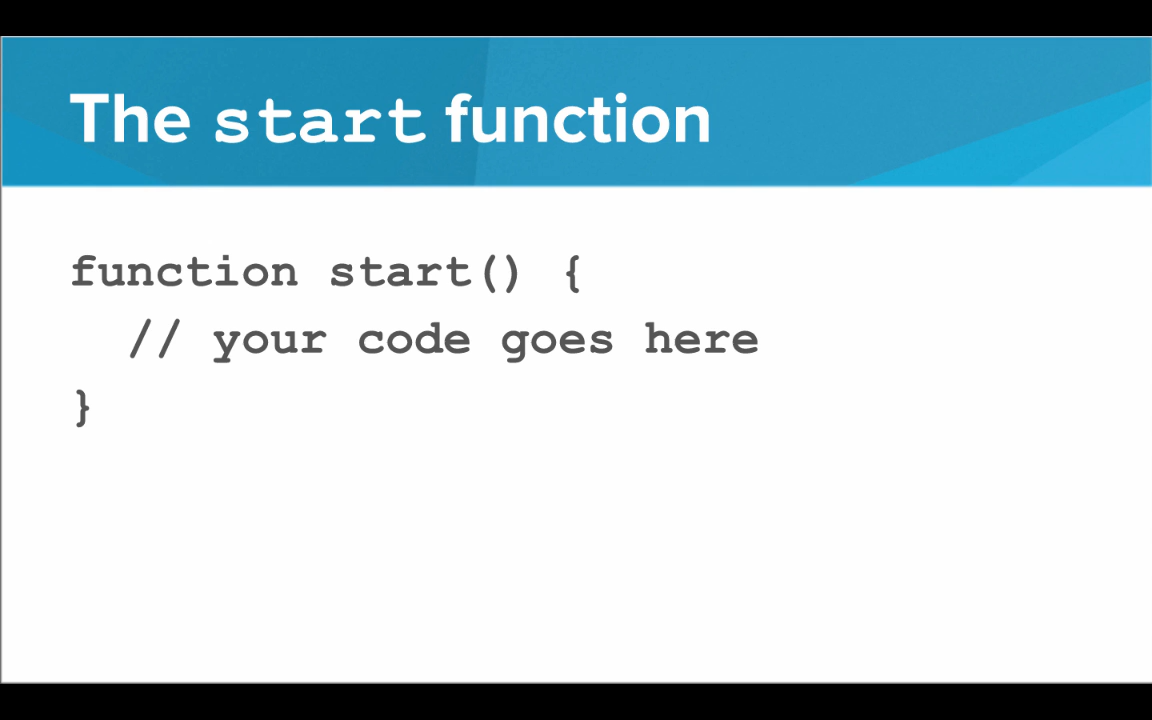 The start function
function start() {
// your code goes here
}